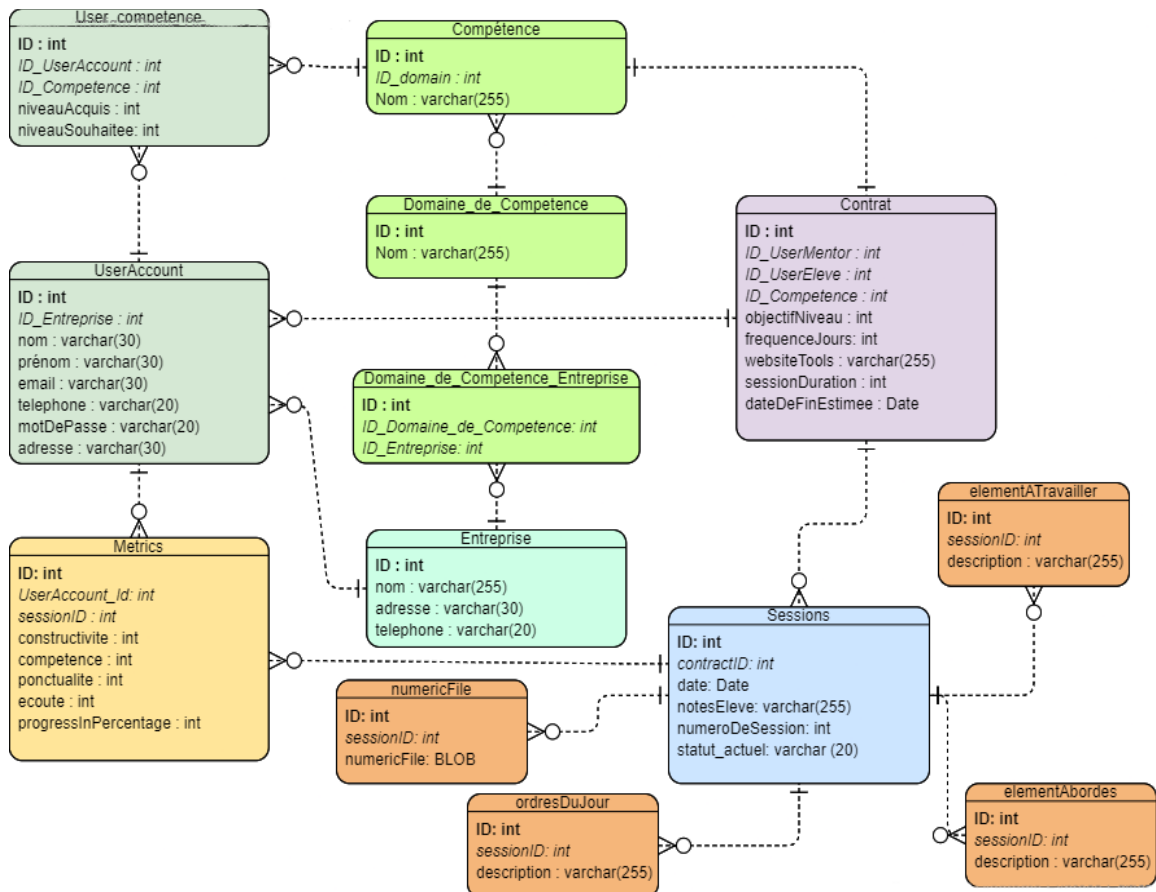 User_competence
ID : int
ID_UserAccount : int
ID_Competence : int
niveauAcquis : int
niveauSouhaitee: int
Compétence
ID : int
ID_domain : int
Nom : varchar(255)
Domaine_de_Competence
ID : int
Nom : varchar(255)
Contrat
ID : int
ID_UserMentor : int
ID_UserEleve : int
ID_Competence : int
objectifNiveau : int
frequenceJours: int
websiteTools : varchar(255)
sessionDuration : int
dateDeFinEstimee : Date
UserAccount
ID : int
ID_Entreprise : int
nom : varchar(30)
prénom : varchar(30)
email : varchar(30)
telephone : varchar(20)
motDePasse : varchar(20)
adresse : varchar(30)
Domaine_de_Competence_Entreprise
ID : int
ID_Domaine_de_Competence: int
ID_Entreprise: int
Entreprise
ID : int
nom : varchar(255)
adresse : varchar(30)
telephone : varchar(20)
Metrics
ID: int
UserAccount_Id: int
sessionID : int
constructivite : int
competence : int
ponctualite : int
ecoute : int
progressInPercentage : int
elementATravailler
ID: int
sessionID: int
description : varchar(255)
Sessions
ID: int
contractID: int
date: Date
notesEleve: varchar(255)
numeroDeSession: int
statut_actuel: varchar (20)
numericFile
ID: int
sessionID: int
numericFile: BLOB
ordresDuJour
ID: int
sessionID: int
description : varchar(255)
elementAbordes
ID: int
sessionID: int
description : varchar(255)